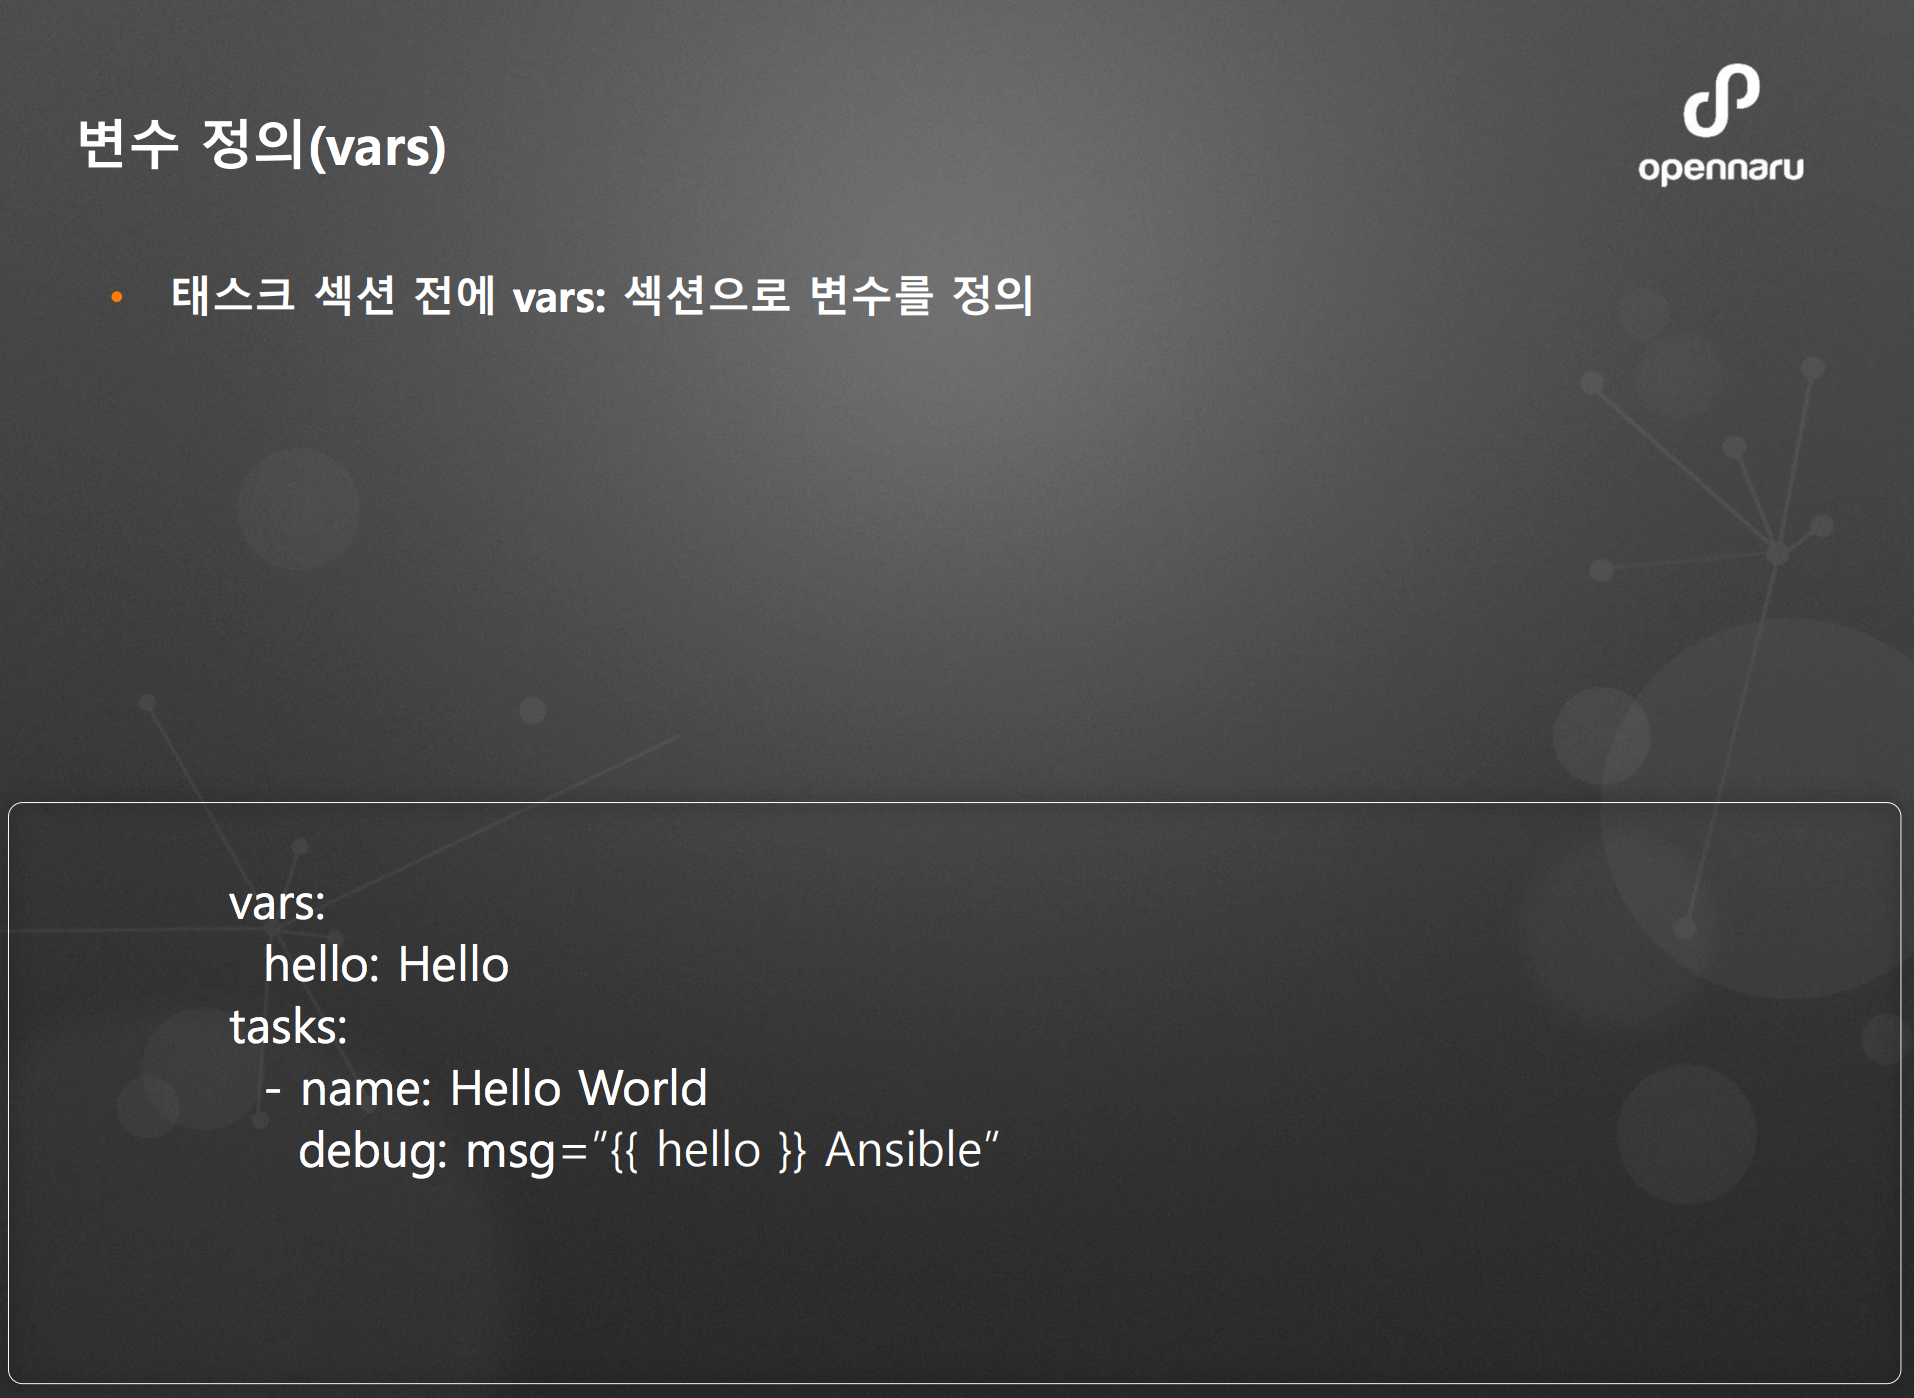 변수 정의(vars)
opennaru
• 태스크 섹션 전에 vars: 섹션으로 변수를 정의
vars:
  hello: Hello
tasks:
  - name: Hello World
    debug: msg=”{{ hello }} Ansible”